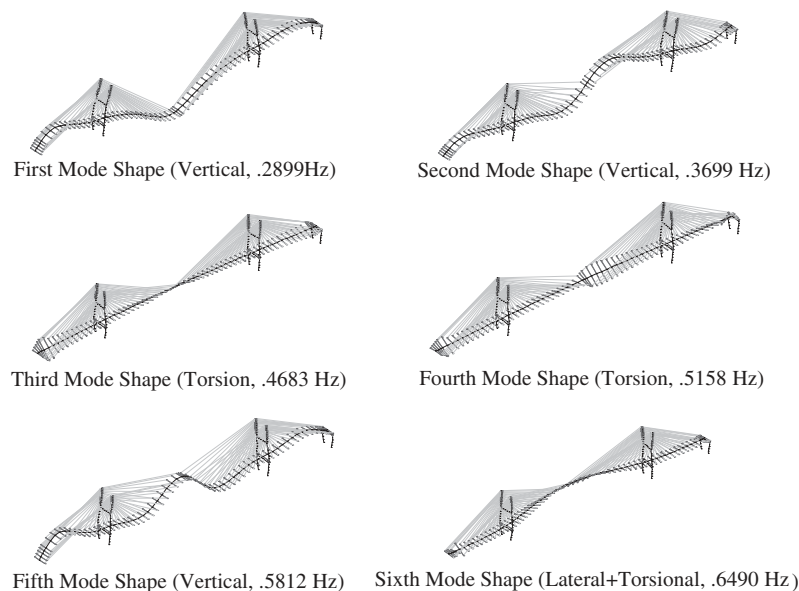 First Mode Shape (Vertical, .2899Hz)
Second Mode Shape (Vertical, .3699 Hz)
Third Mode Shape (Torsion, .4683 Hz)
Fourth Mode Shape (Torsion, .5158 Hz)
Fifth Mode Shape (Vertical, .5812 Hz)
Sixth Mode Shape (Lateral+Torsional, .6490 Hz)